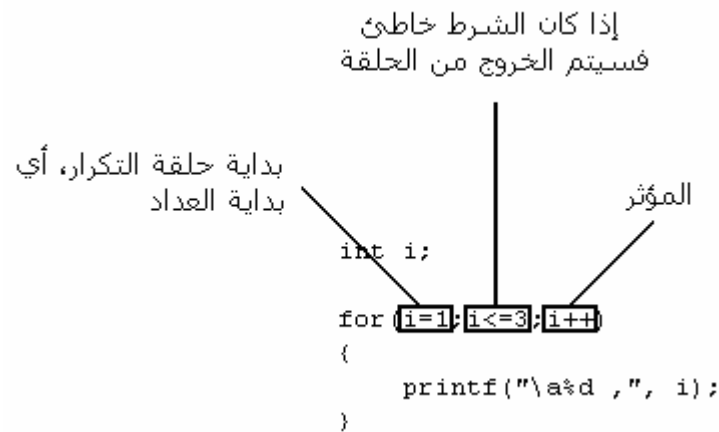 إذا كان الشرط خاطئ
فسيتم الخروج من الحلقة
بداية حلقة التكرار، أي
بداية العداد
المؤثر
int i;
for(i=1;i<=3;i++)
{
printf("\a%d ,", i);
}